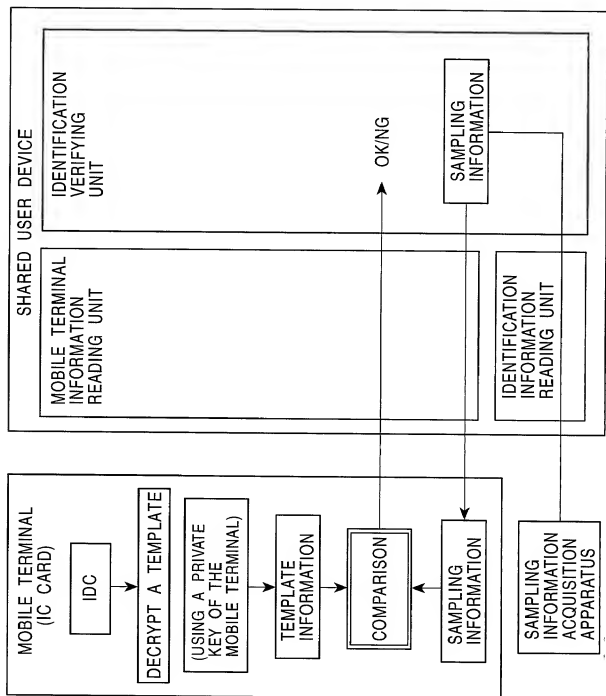 MOBILE TERMINAL
(IC CARD)
IDC
DECRYPT A TEMPLATE
(USING A PRIVATE
KEY OF THE
MOBILE TERMINAL)
TEMPLATE
INFORMATION
COMPARISON
SAMPLING
INFORMATION
SAMPLING
INFORMATION
ACQUISITION
APPARATUS
SHARED USER DEVICE
MOBILE TERMINAL
INFORMATION
READING UNIT
IDENTIFICATION
INFORMATION
READING UNIT
IDENTIFICATION
VERIFYING
UNIT
OK/NG
SAMPLING
INFORMATION